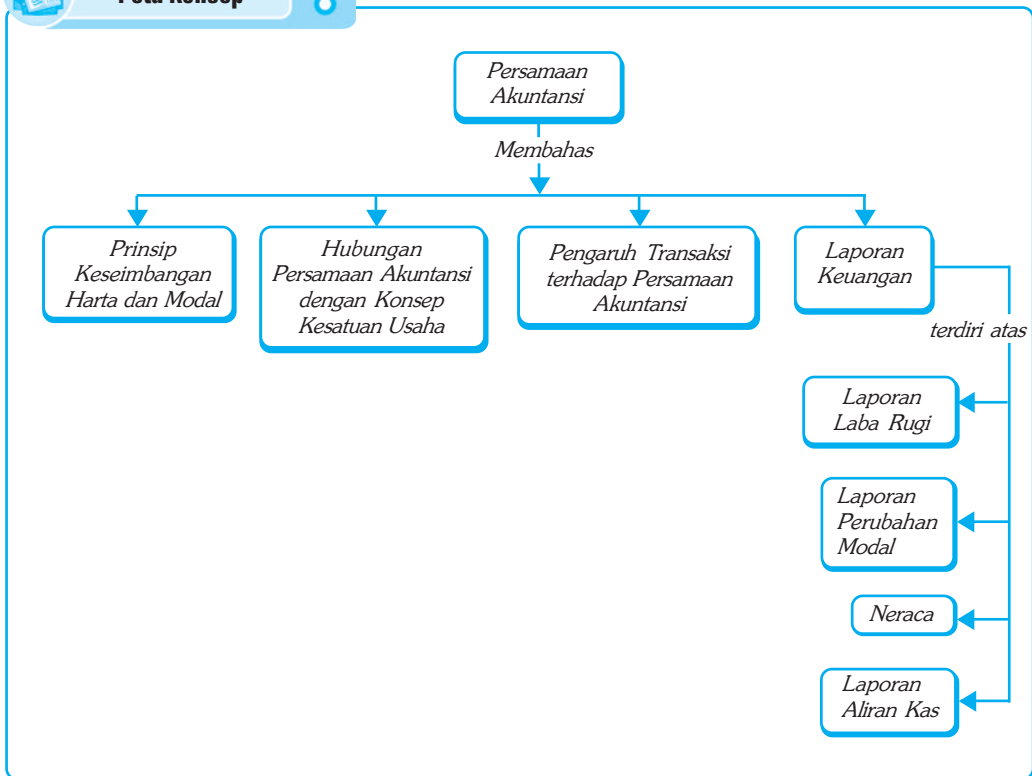 Peta Konsep
Persamaan
Akuntansi
Membahas
Prinsip
Keseimbangan
Harta dan Modal
Hubungan
Persamaan Akuntansi
dengan Konsep
Kesatuan Usaha
Pengaruh Transaksi
terhadap Persamaan
Akuntansi
Laporan
Keuangan
terdiri atas
Laporan
Laba Rugi
Laporan
Perubahan
Modal
Neraca
Laporan
Aliran Kas